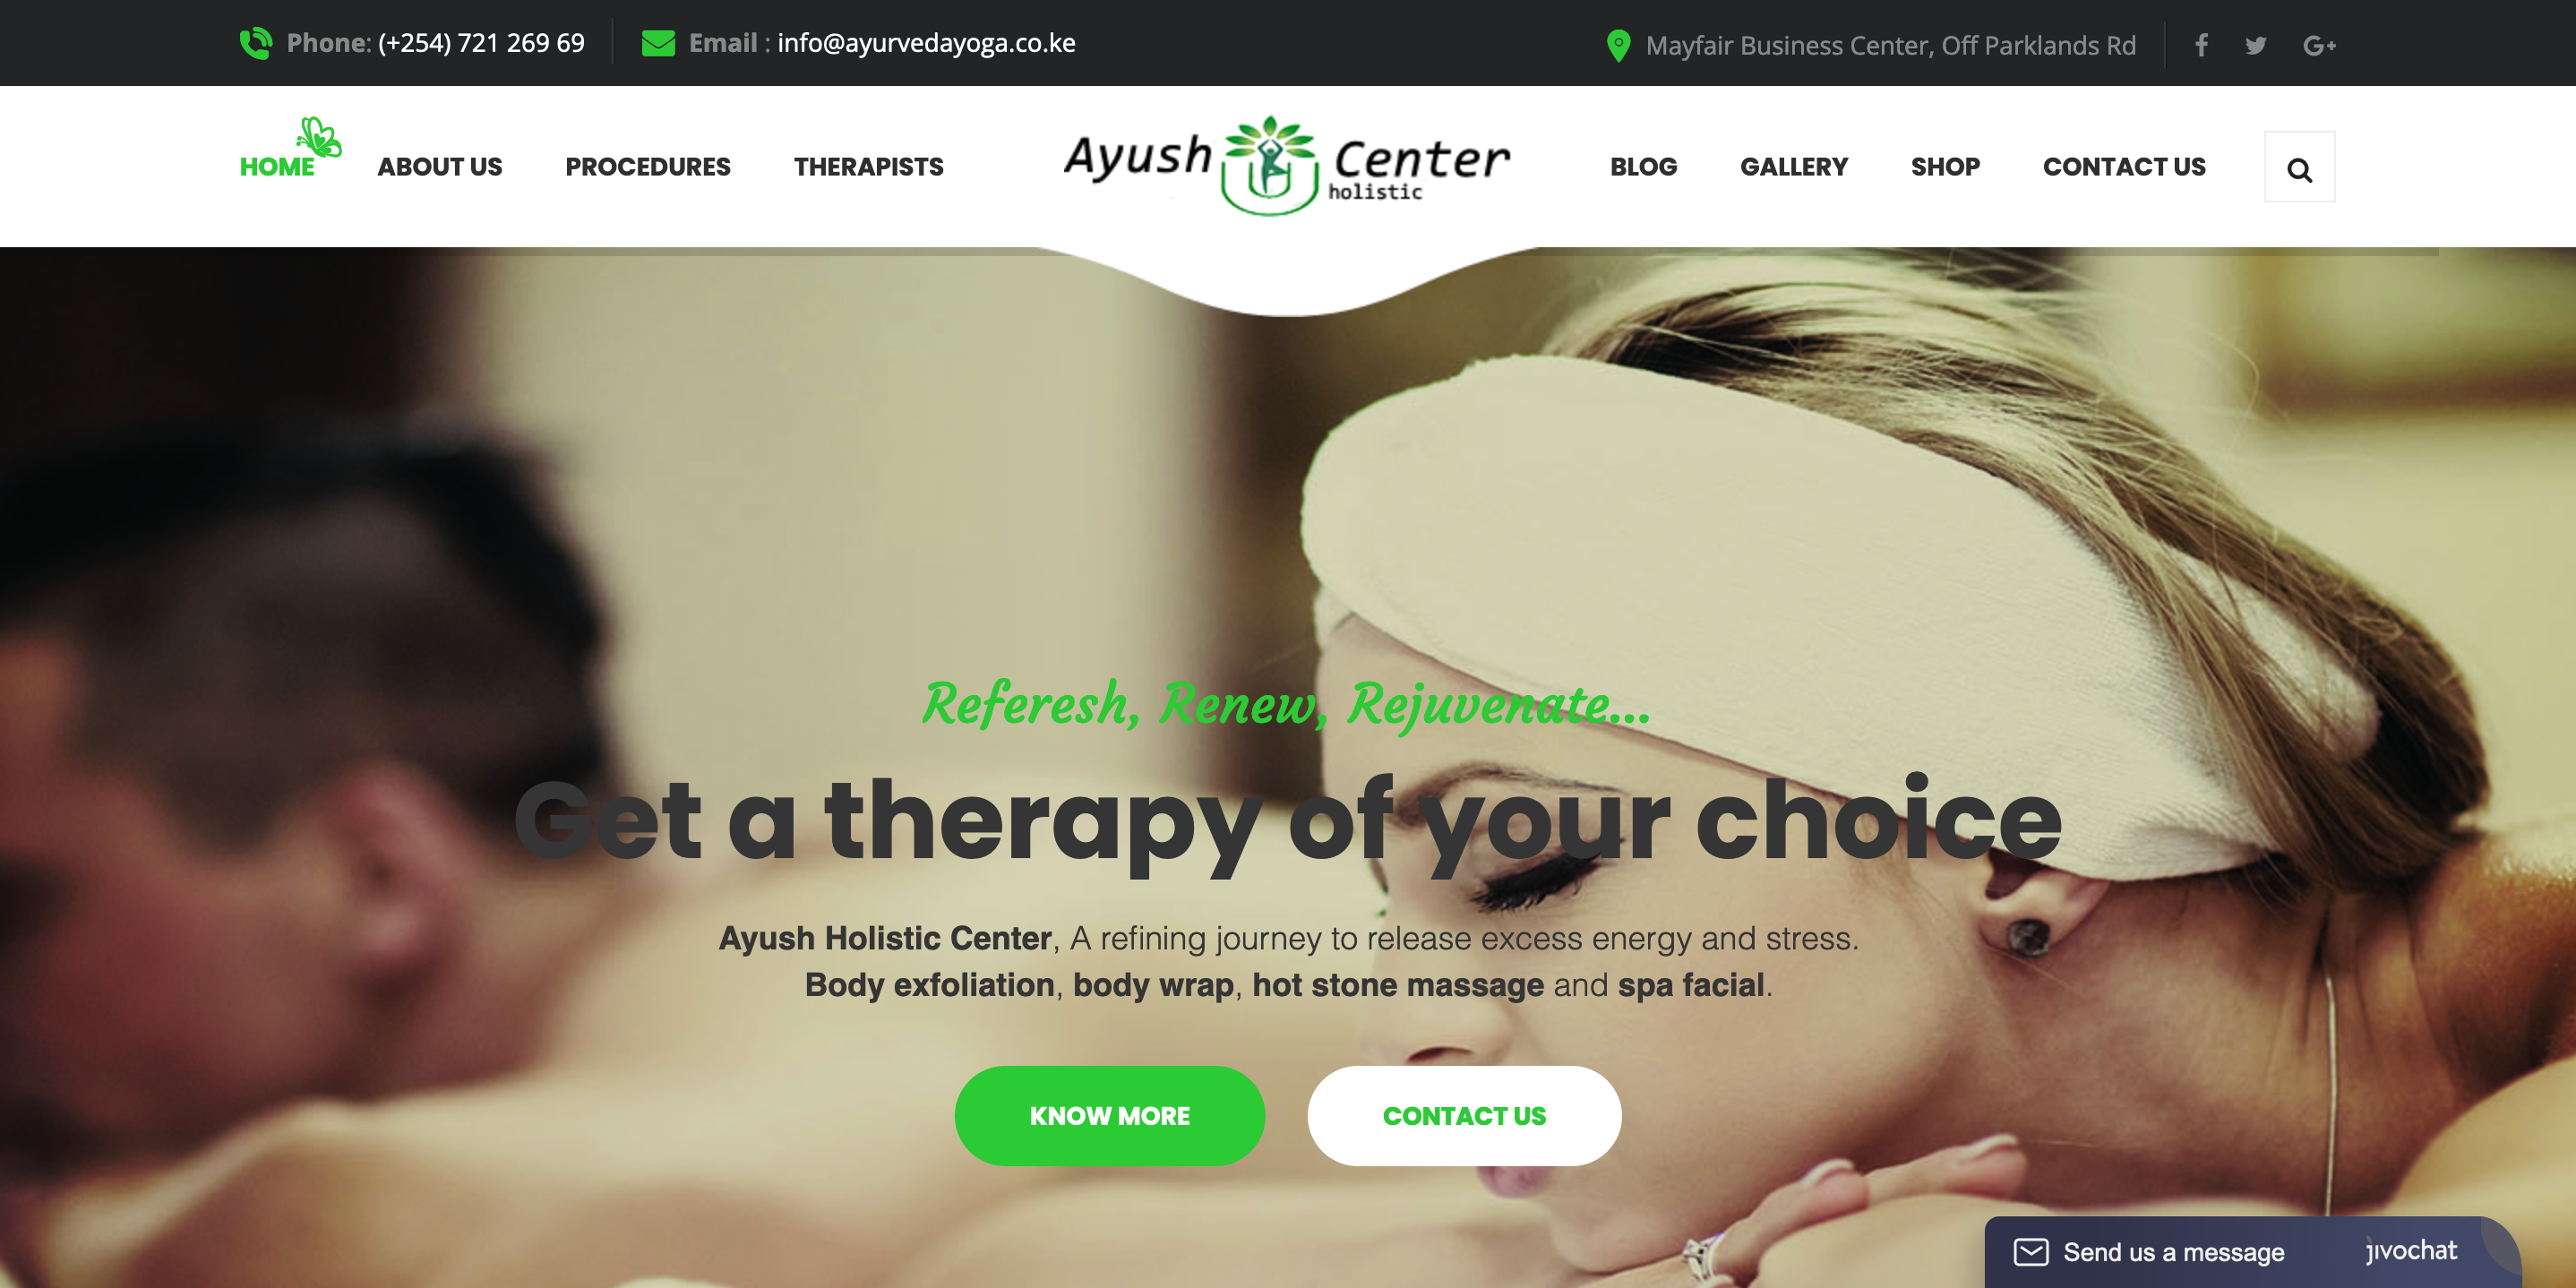 Phone: (+254) 721 269 69
Email : info@ayurvedayoga.co.ke
Mayfair Business Center, Off Parklands Rd
HOME
ABOUT US
PROCEDURES
THERAPISTS
Ayush Center
holistic
BLOG
GALLERY
SHOP
CONTACT US
Referesh, Renew, Rejuvenate...
Get a therapy of your choice
Ayush Holistic Center, A refining journey to release excess energy and stress.
Body exfoliation, body wrap, hot stone massage and spa facial.
KNOW MORE
CONTACT US
Send us a message
jivochat